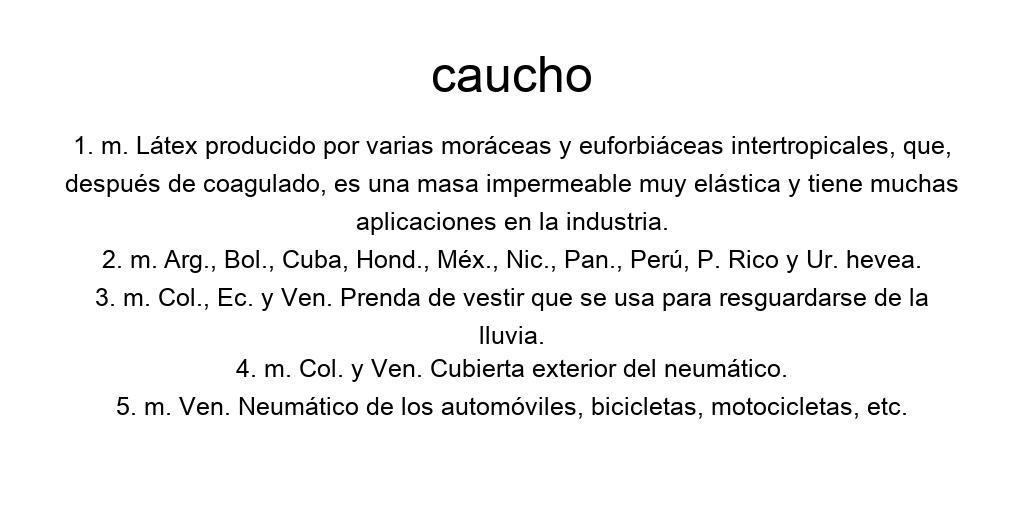 caucho
1. m. Látex producido por varias moráceas y euforbiáceas intertropicales, que,
después de coagulado, es una masa impermeable muy elástica y tiene muchas
aplicaciones en la industria.
2. m. Arg., Bol., Cuba, Hond., Méx., Nic., Pan., Perú, P. Rico y Ur. hevea.
3. m. Col., Ec. y Ven. Prenda de vestir que se usa para resguardarse de la
lluvia.
4. m. Col. y Ven. Cubierta exterior del neumático.
5. m. Ven. Neumático de los automóviles, bicicletas, motocicletas, etc.